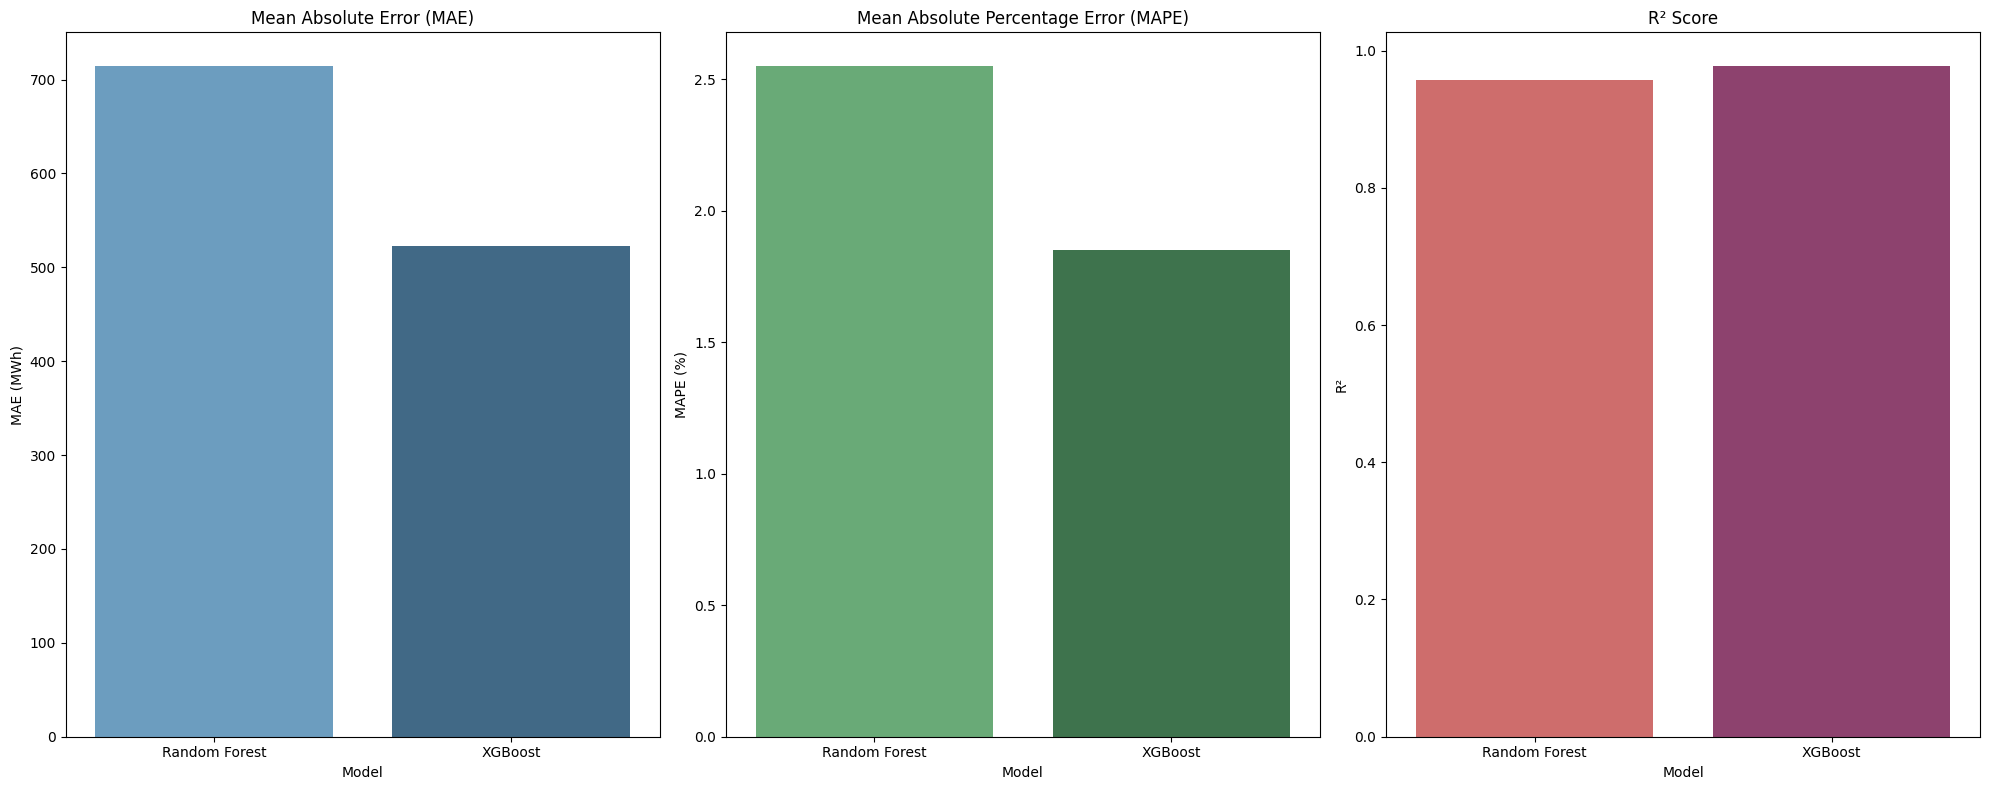 Mean Absolute Error (MAE)
MAE (MWh)
700
600
500
400
300
200
100
0
Random Forest XGBoost
Model
Mean Absolute Percentage Error (MAPE)
MAPE (%)
2.5
2.0
1.5
1.0
0.5
0.0
Random Forest XGBoost
Model
R² Score
R²
1.0
0.8
0.6
0.4
0.2
0.0
Random Forest XGBoost
Model